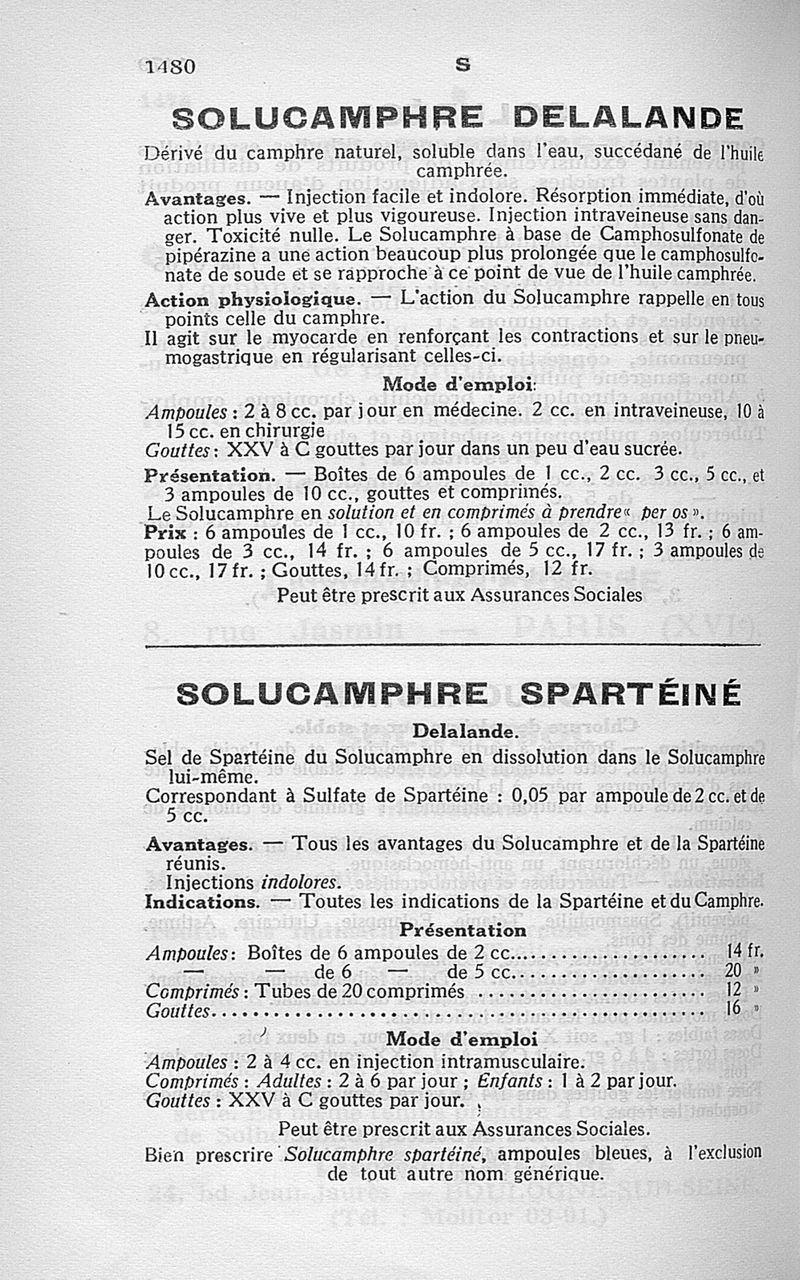 1480 S
SOLUCAMPHRE DELALANDE
Dérivé du camphre naturel, soluble dans l'eau, succédané de l'huile
camphrée.
Avantages. — Injection facile et indolore. Résorption immédiate, d'où
action plus vive et plus vigoureuse. Injection intraveineuse sans dan-
ger. Toxicité nulle. Le Solucamphre à base de Camphosulfonate de
pipérazine a une action beaucoup plus prolongée que le camphosulfo-
nate de soude et se rapproche à ce point de vue de l'huile camphrée.
Action physiologique. — L'action du Solucamphre rappelle en tous
points celle du camphre.
Il agit sur le myocarde en renforçant les contractions et sur le pneu-
mogastrique en régularisant celles-ci.
Mode d'emploi:
Ampoules : 2 à 8 cc. par jour en médecine. 2 cc. en intraveineuse, 10 à
15 cc. en chirurgie
Gouttes : XXV à C gouttes par jour dans un peu d'eau sucrée.
Présentation. — Boîtes de 6 ampoules de 1 cc., 2 cc. 3 cc., 5 cc., et
3 ampoules de 10 cc., gouttes et comprimés.
Le Solucamphre en solution et en comprimés à prendre « per os ».
Prix : 6 ampoules de 1 cc., 10 fr. ; 6 ampoules de 2 cc., 13 fr. ; 6 am-
poules de 3 cc., 14 fr. ; 6 ampoules de 5 cc., 17 fr. ; 3 ampoules de
10 cc., 17 fr. ; Gouttes, 14 fr. ; Comprimés, 12 fr.
Peut être prescrit aux Assurances Sociales
SOLUCAMPHRE SPARTÉINÉ
Delalande.
Sel de Spartéine du Solucamphre en dissolution dans le Solucamphre
lui-même.
Correspondant à Sulfate de Spartéine : 0,05 par ampoule de 2 cc. et de
5 cc.
Avantages. — Tous les avantages du Solucamphre et de la Spartéine
réunis.
Injections indolores.
Indications. — Toutes les indications de la Spartéine et du Camphre.
Présentation
Ampoules : Boîtes de 6 ampoules de 2 cc..................... 14 fr.
— — de 6 — de 5 cc..................... 20 »
Comprimés : Tubes de 20 comprimés ........................ 12 »
Gouttes................................................ 16 »
Mode d'emploi
Ampoules : 2 à 4 cc. en injection intramusculaire.
Comprimés : Adultes : 2 à 6 par jour ; Enfants : 1 à 2 par jour.
Gouttes : XXV à C gouttes par jour.
Peut être prescrit aux Assurances Sociales.
Bien prescrire Solucamphre spartéiné, ampoules bleues, à l'exclusion
de tout autre nom générique.